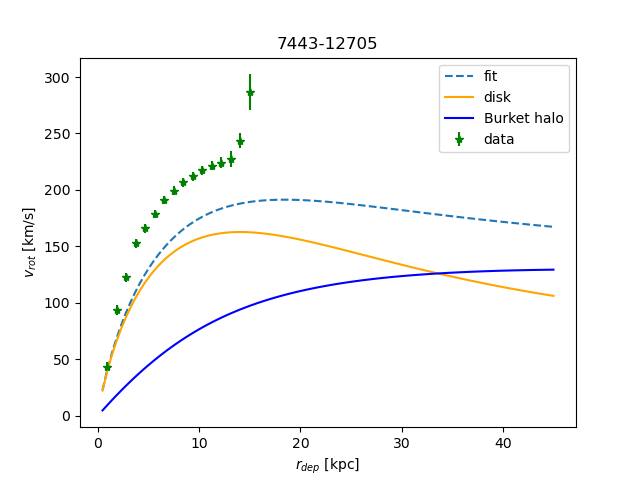 7443-12705
300
250
200
150
100
50
0
v_rot [km/s]
fit
disk
Burket halo
data
0 10 20 30 40
r_dep [kpc]